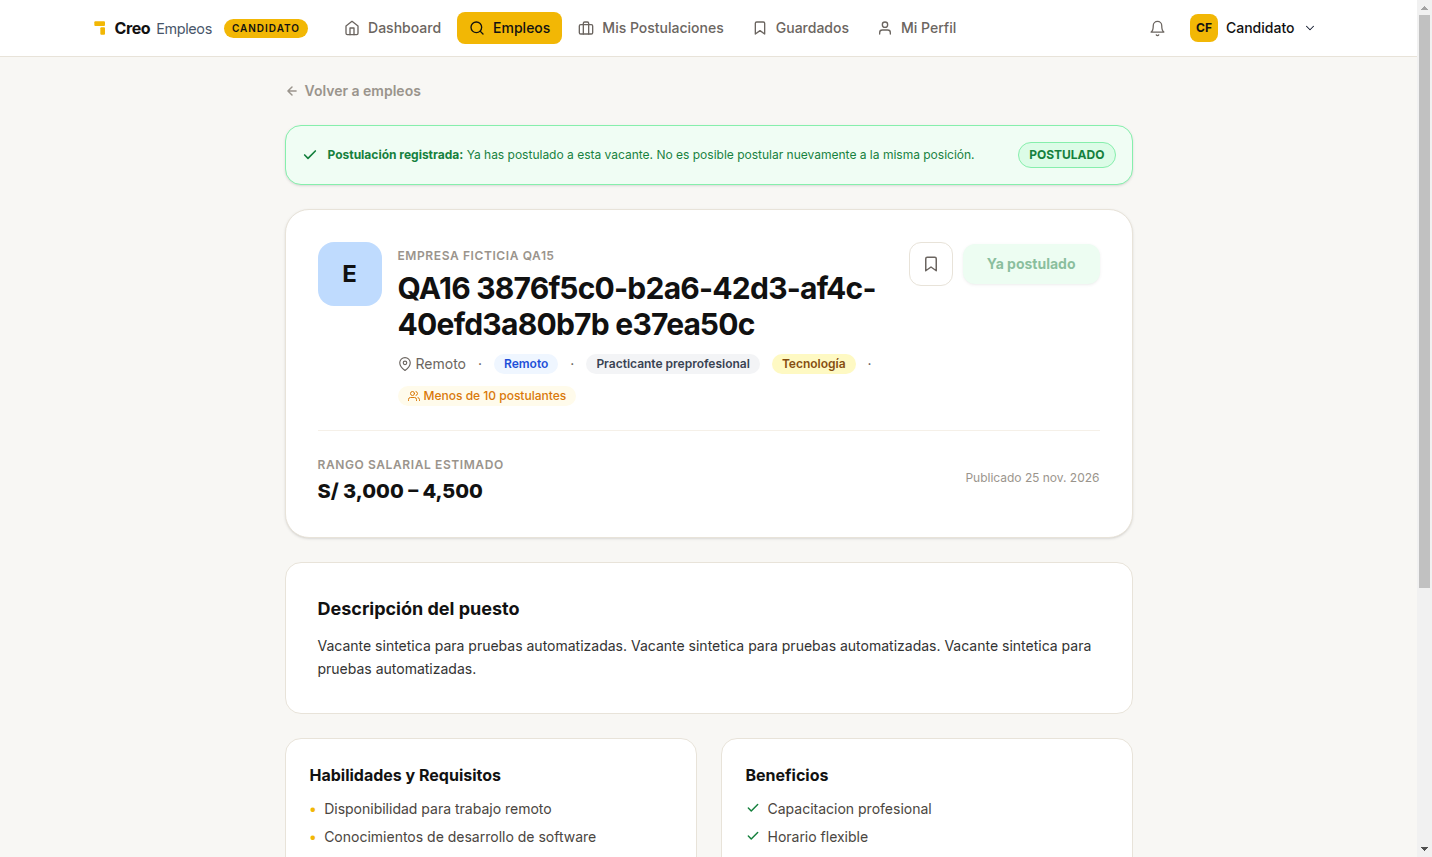 Creo Empleos CANDIDATO Dashboard Empleos Mis Postulaciones Guardados Mi Perfil CF Candidato
Volver a empleos
Postulación registrada: Ya has postulado a esta vacante. No es posible postular nuevamente a la misma posición. POSTULADO
E
EMPRESA FICTICIA QA15
QA16 3876f5c0-b2a6-42d3-af4c-
40efd3a80b7b e37ea50c
Ya postulado
Remoto · Remoto · Practicante preprofesional Tecnología ·
Menos de 10 postulantes
RANGO SALARIAL ESTIMADO
S/ 3,000 – 4,500
Publicado 25 nov. 2026
Descripción del puesto
Vacante sintetica para pruebas automatizadas. Vacante sintetica para pruebas automatizadas. Vacante sintetica para
pruebas automatizadas.
Habilidades y Requisitos
Disponibilidad para trabajo remoto
Conocimientos de desarrollo de software
Beneficios
Capacitacion profesional
Horario flexible